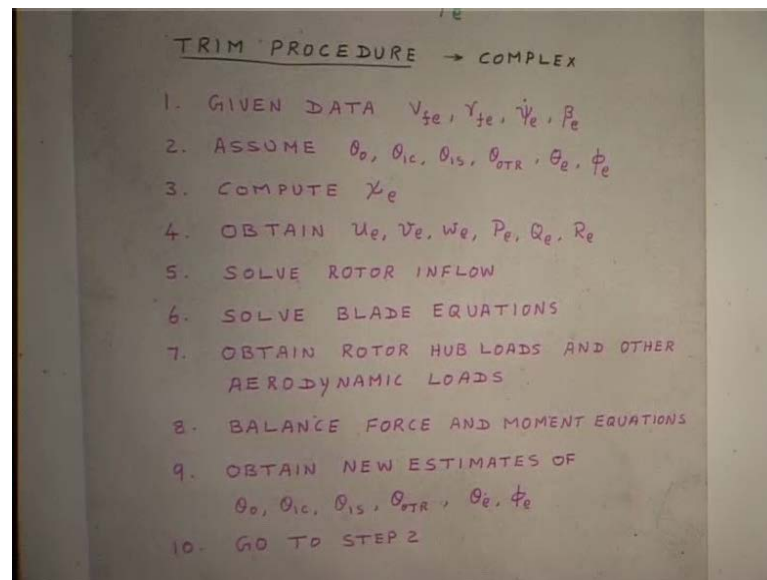 TRIM PROCEDURE → COMPLEX
1. GIVEN DATA V_fe, γ_fe, ψ̇_e, β_e
2. ASSUME θ_0, θ_1C, θ_1S, θ_OTR, θ_e, ϕ_e
3. COMPUTE χ_e
4. OBTAIN u_e, v_e, w_e, P_e, Q_e, R_e
5. SOLVE ROTOR INFLOW
6. SOLVE BLADE EQUATIONS
7. OBTAIN ROTOR HUB LOADS AND OTHER
AERODYNAMIC LOADS
8. BALANCE FORCE AND MOMENT EQUATIONS
9. OBTAIN NEW ESTIMATES OF
θ_0, θ_1C, θ_1S, θ_OTR, θ_e, ϕ_e
10. GO TO STEP 2